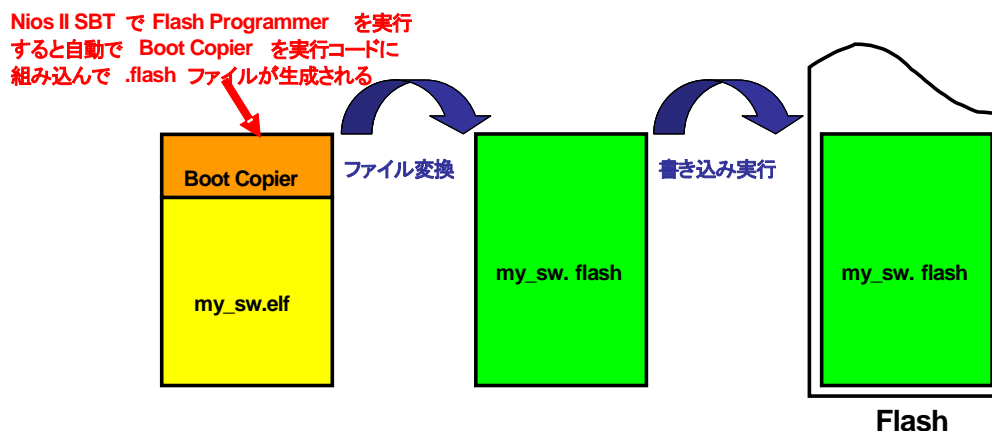 Nios II SBT で Flash Programmer を実行
すると自動で Boot Copier を実行コードに
組み込んで .flash ファイルが生成される
Boot Copier
my_sw.elf
ファイル変換
my_sw. flash
書き込み実行
my_sw. flash
Flash